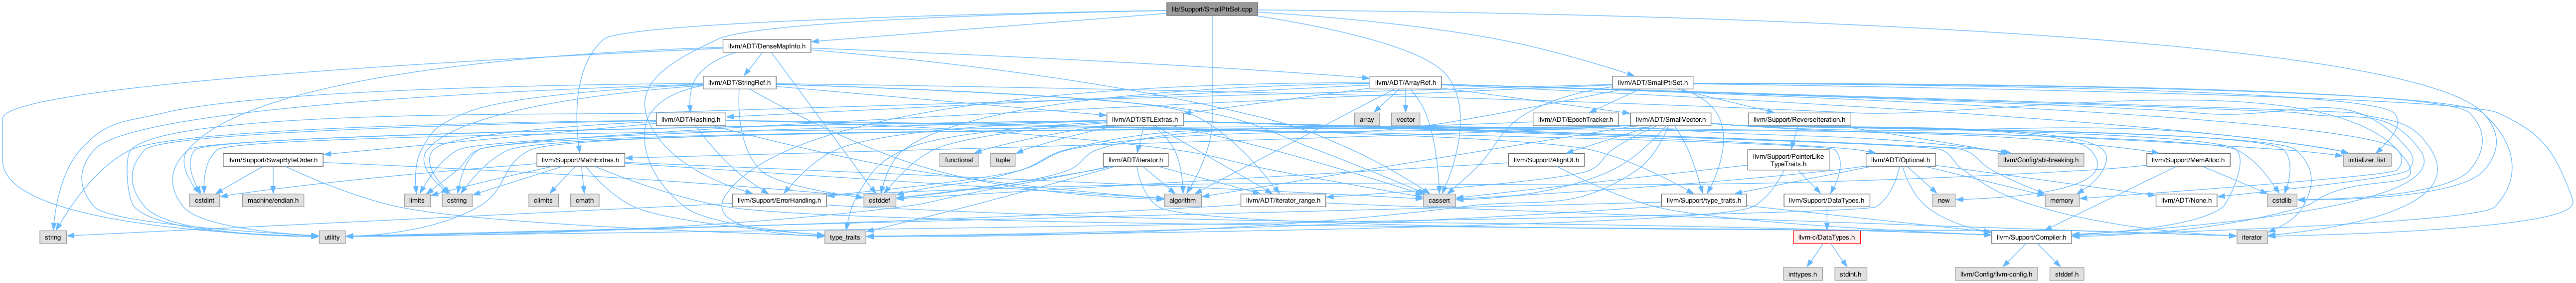 lib/Support/SmallPtrSet.cpp
llvm/ADT/DenseMapInfo.h
llvm/ADT/StringRef.h
llvm/ADT/ArrayRef.h
llvm/ADT/SmallPtrSet.h
llvm/ADT/Hashing.h
llvm/ADT/STLExtras.h
array
vector
llvm/ADT/EpochTracker.h
llvm/ADT/SmallVector.h
llvm/Support/ReverseIteration.h
llvm/Support/SwapByteOrder.h
llvm/Support/MathExtras.h
functional
tuple
llvm/ADT/iterator.h
llvm/Support/AlignOf.h
llvm/Support/PointerLike
TypeTraits.h
llvm/ADT/Optional.h
llvm/Config/abi-breaking.h
llvm/Support/MemAlloc.h
initializer_list
cstdint
machine/endian.h
limits
cstring
climits
cmath
llvm/Support/ErrorHandling.h
cstddef
algorithm
llvm/ADT/iterator_range.h
cassert
llvm/Support/type_traits.h
llvm/Support/DataTypes.h
new
memory
llvm/ADT/None.h
cstdlib
string
utility
type_traits
llvm-c/DataTypes.h
llvm/Support/Compiler.h
iterator
inttypes.h
stdint.h
llvm/Config/llvm-config.h
stddef.h